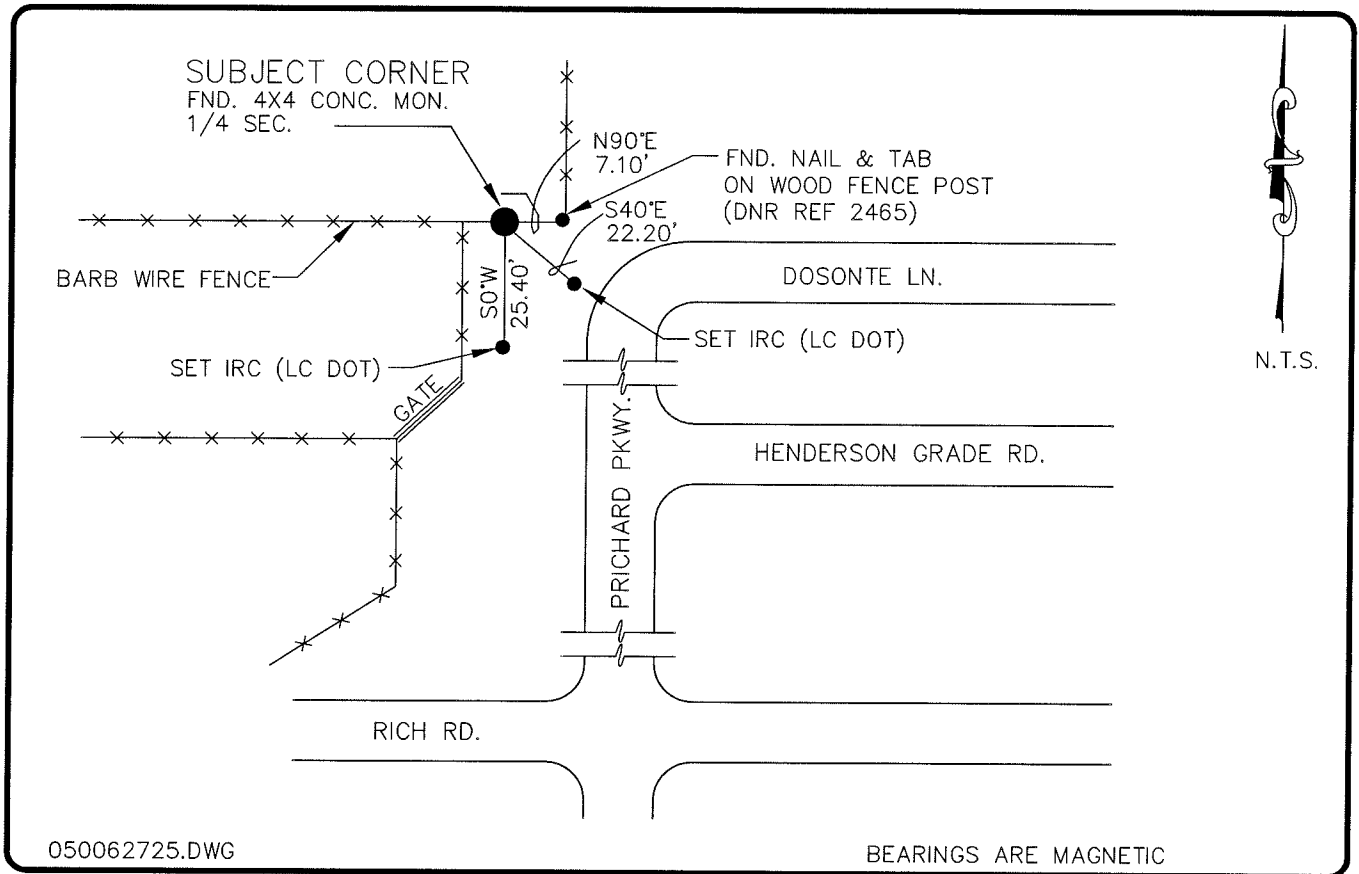 SUBJECT CORNER
FND. 4X4 CONC. MON.
1/4 SEC.
N90°E
7.10'
FND. NAIL & TAB
ON WOOD FENCE POST
(DNR REF 2465)
S40°E
22.20'
BARB WIRE FENCE
S0°W
25.40'
DOSONTE LN.
SET IRC (LC DOT)
SET IRC (LC DOT)
N.T.S.
GATE
PRICHARD PKWY.
HENDERSON GRADE RD.
RICH RD.
050062725.DWG
BEARINGS ARE MAGNETIC